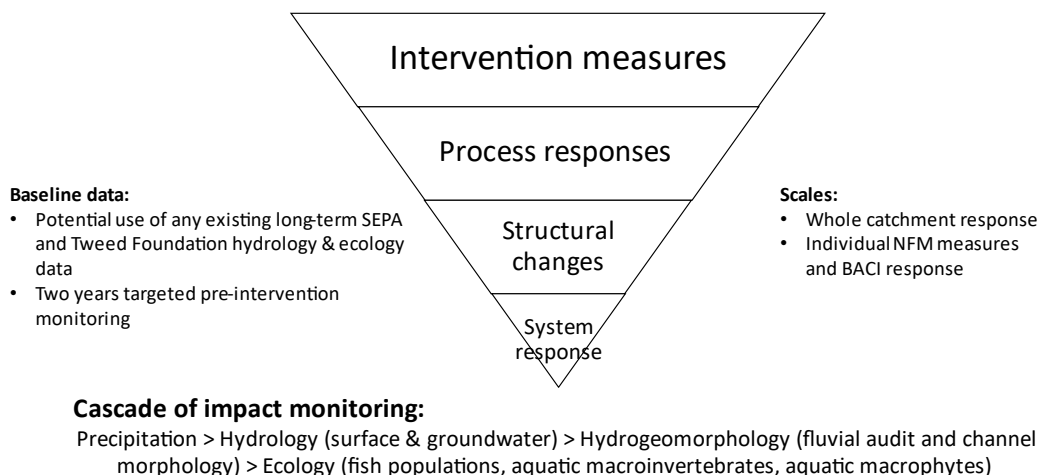 Intervention measures
Process responses
Baseline data:
• Potential use of any existing long-term SEPA
and Tweed Foundation hydrology & ecology
data
• Two years targeted pre-intervention
monitoring
Structural
changes
Scales:
• Whole catchment response
• Individual NFM measures
and BACI response
System
response
Cascade of impact monitoring:
Precipitation > Hydrology (surface & groundwater) > Hydrogeomorphology (fluvial audit and channel
morphology) > Ecology (fish populations, aquatic macroinvertebrates, aquatic macrophytes)